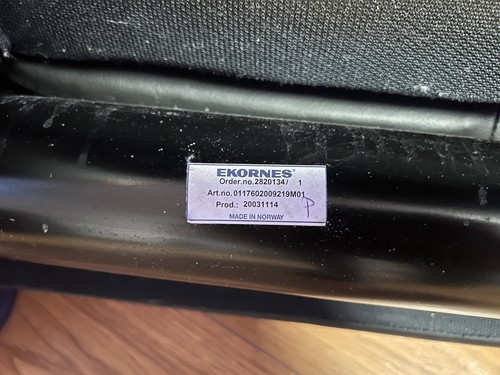 EKORNES®
Order.no.2820134/ 1
Art.no.0117602009219M01
Prod.: 20031114 P
MADE IN NORWAY